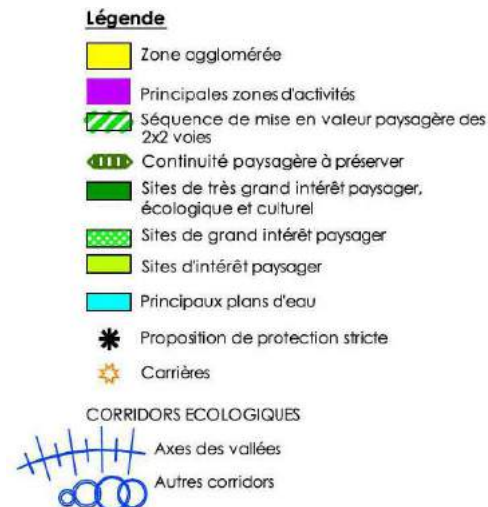 Légende
Zone agglomérée
Principales zones d'activités
Séquence de mise en valeur paysagère des
2x2 voies
Continuité paysagère à préserver
Sites de très grand intérêt paysager,
écologique et culturel
Sites de grand intérêt paysager
Sites d'intérêt paysager
Principaux plans d'eau
Proposition de protection stricte
Carrières
CORRIDORS ECOLOGIQUES
Axes des vallées
Autres corridors